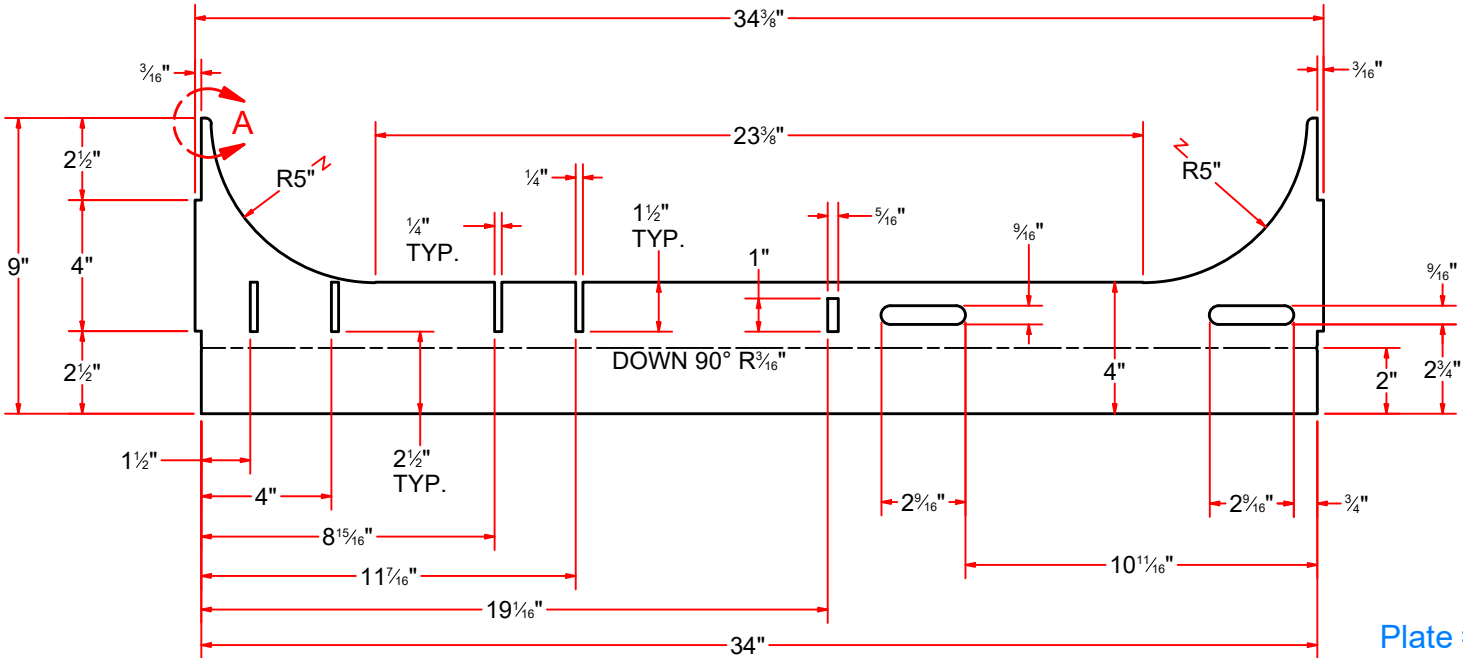 34⅜"
³⁄₁₆"
³⁄₁₆"
A
23⅜"
2½"
R5"
Z
Z
R5"
¼"
¼"
TYP.
1½"
TYP.
⁵⁄₁₆"
⁹⁄₁₆"
9"
4"
1"
⁹⁄₁₆"
DOWN 90° R³⁄₁₆"
2½"
4"
2"
2¾"
1½"
2½"
TYP.
4"
2⁹⁄₁₆"
2⁹⁄₁₆"
¾"
8¹⁵⁄₁₆"
11⁷⁄₁₆"
10¹¹⁄₁₆"
19¹⁄₁₆"
34"
Plate